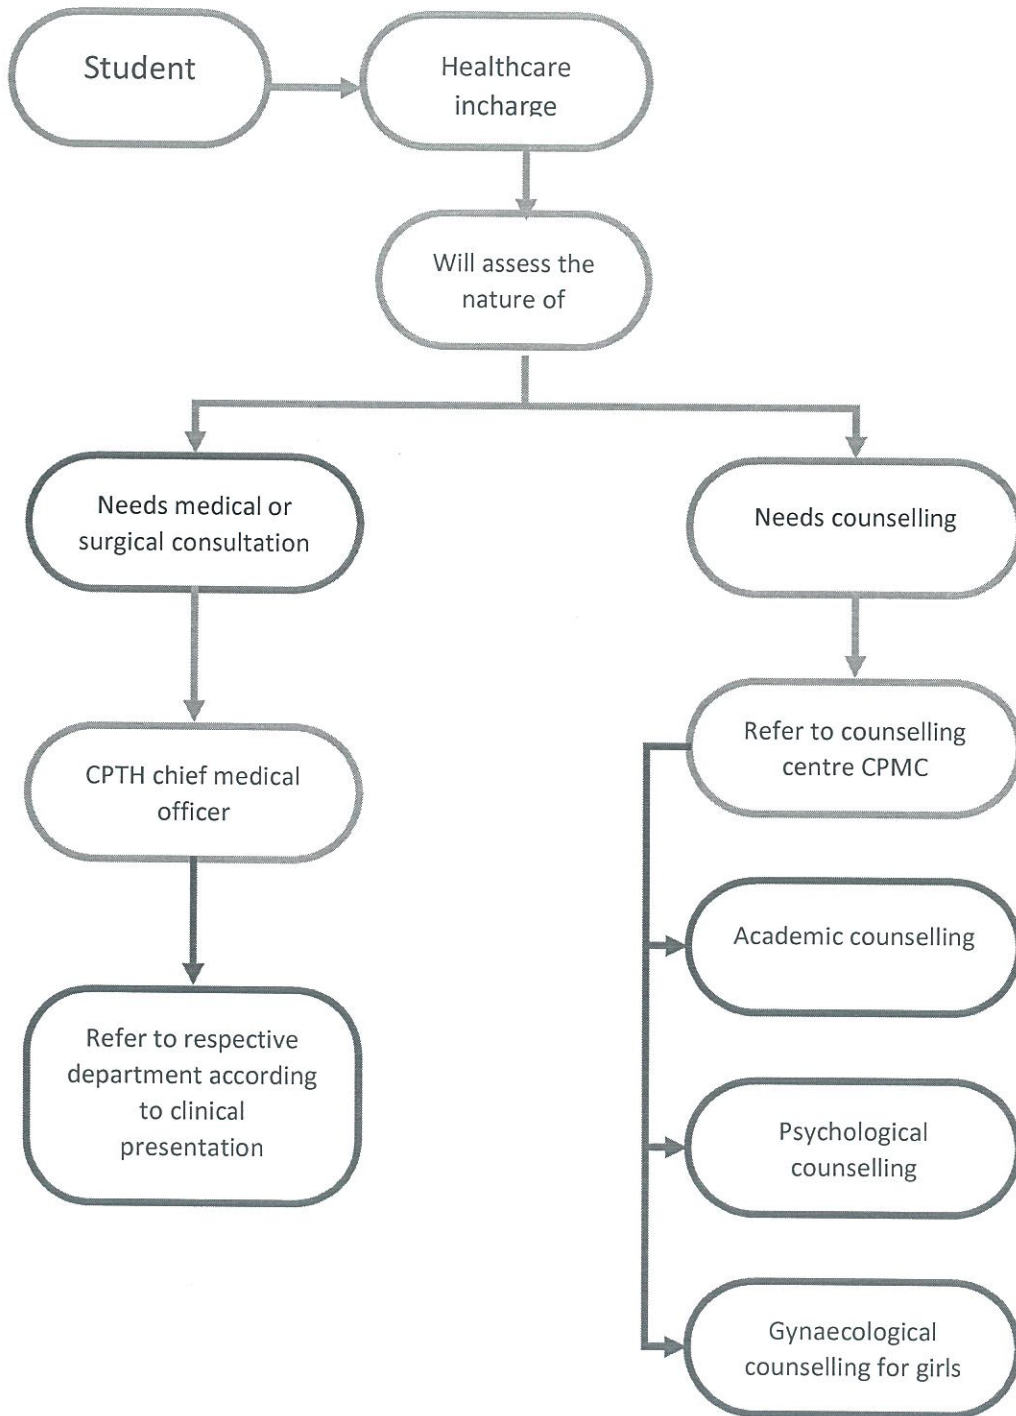 Student
Healthcare
incharge
Will assess the
nature of
Needs medical or
surgical consultation
Needs counselling
CPTH chief medical
officer
Refer to counselling
centre CPMC
Refer to respective
department according
to clinical
presentation
Academic counselling
Psychological
counselling
Gynaecological
counselling for girls